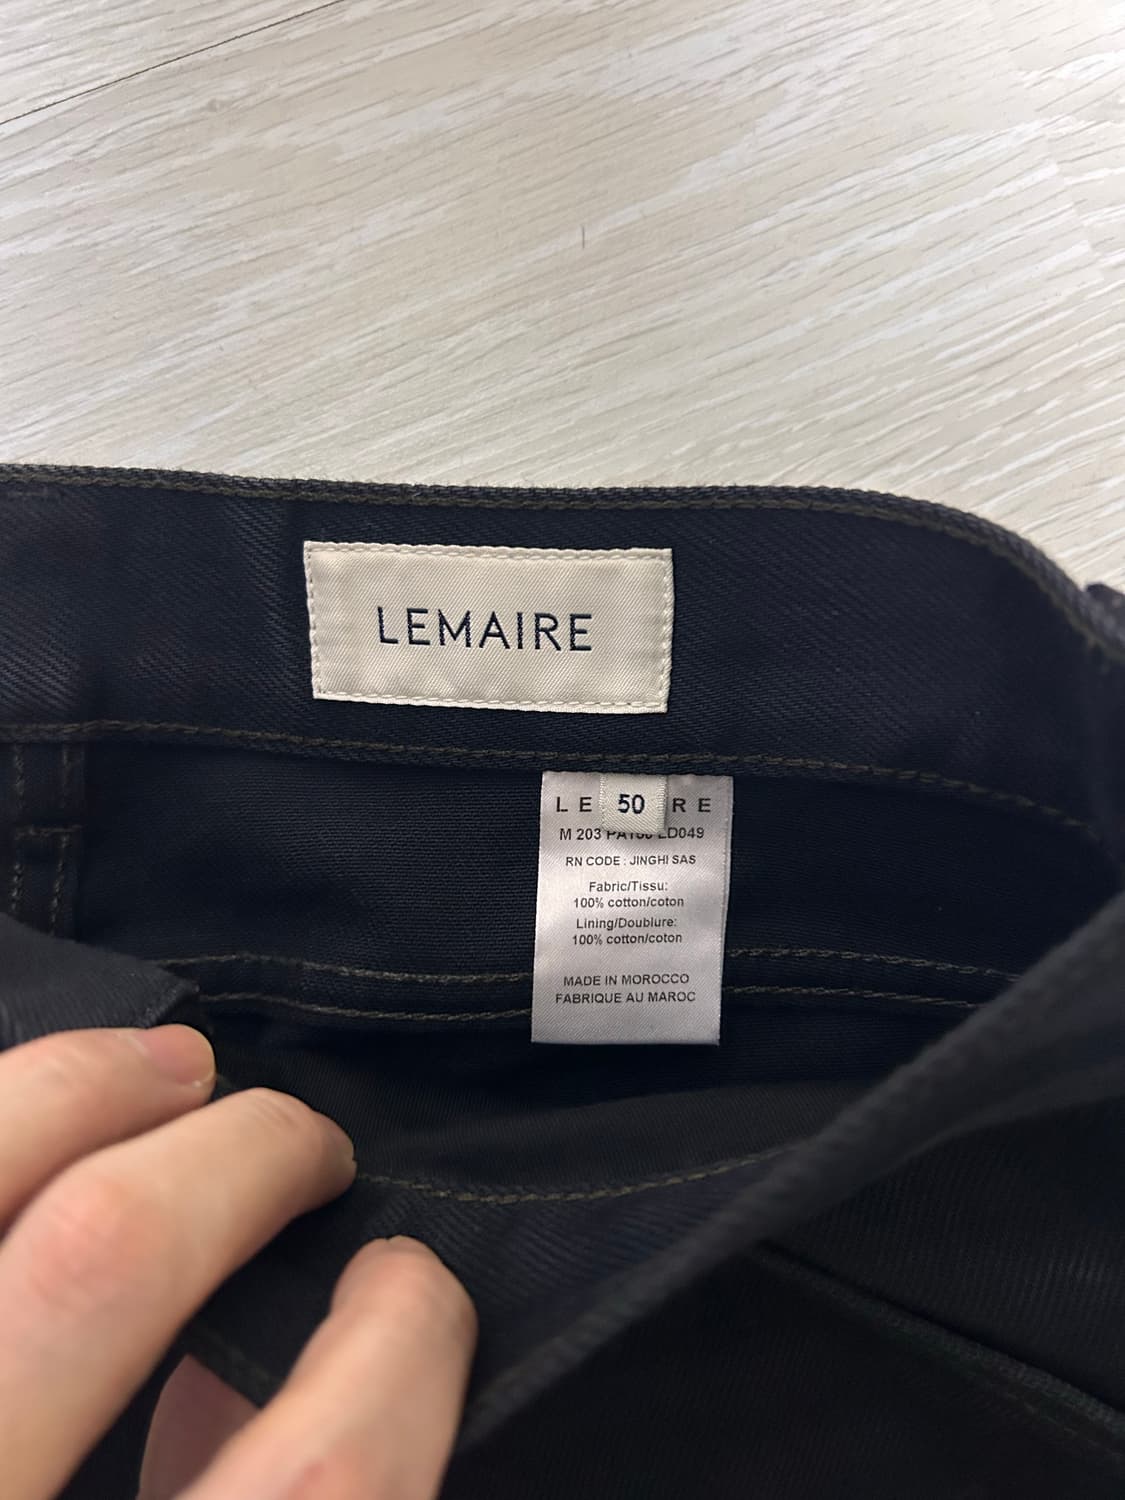 LEMAIRE
LE
50
RE
M 203
LD049
RN CODE : JINGHI SAS
Fabric/Tissu:
100% cotton/coton
Lining/Doublure:
100% cotton/coton
MADE IN MOROCCO
FABRIQUE AU MAROC